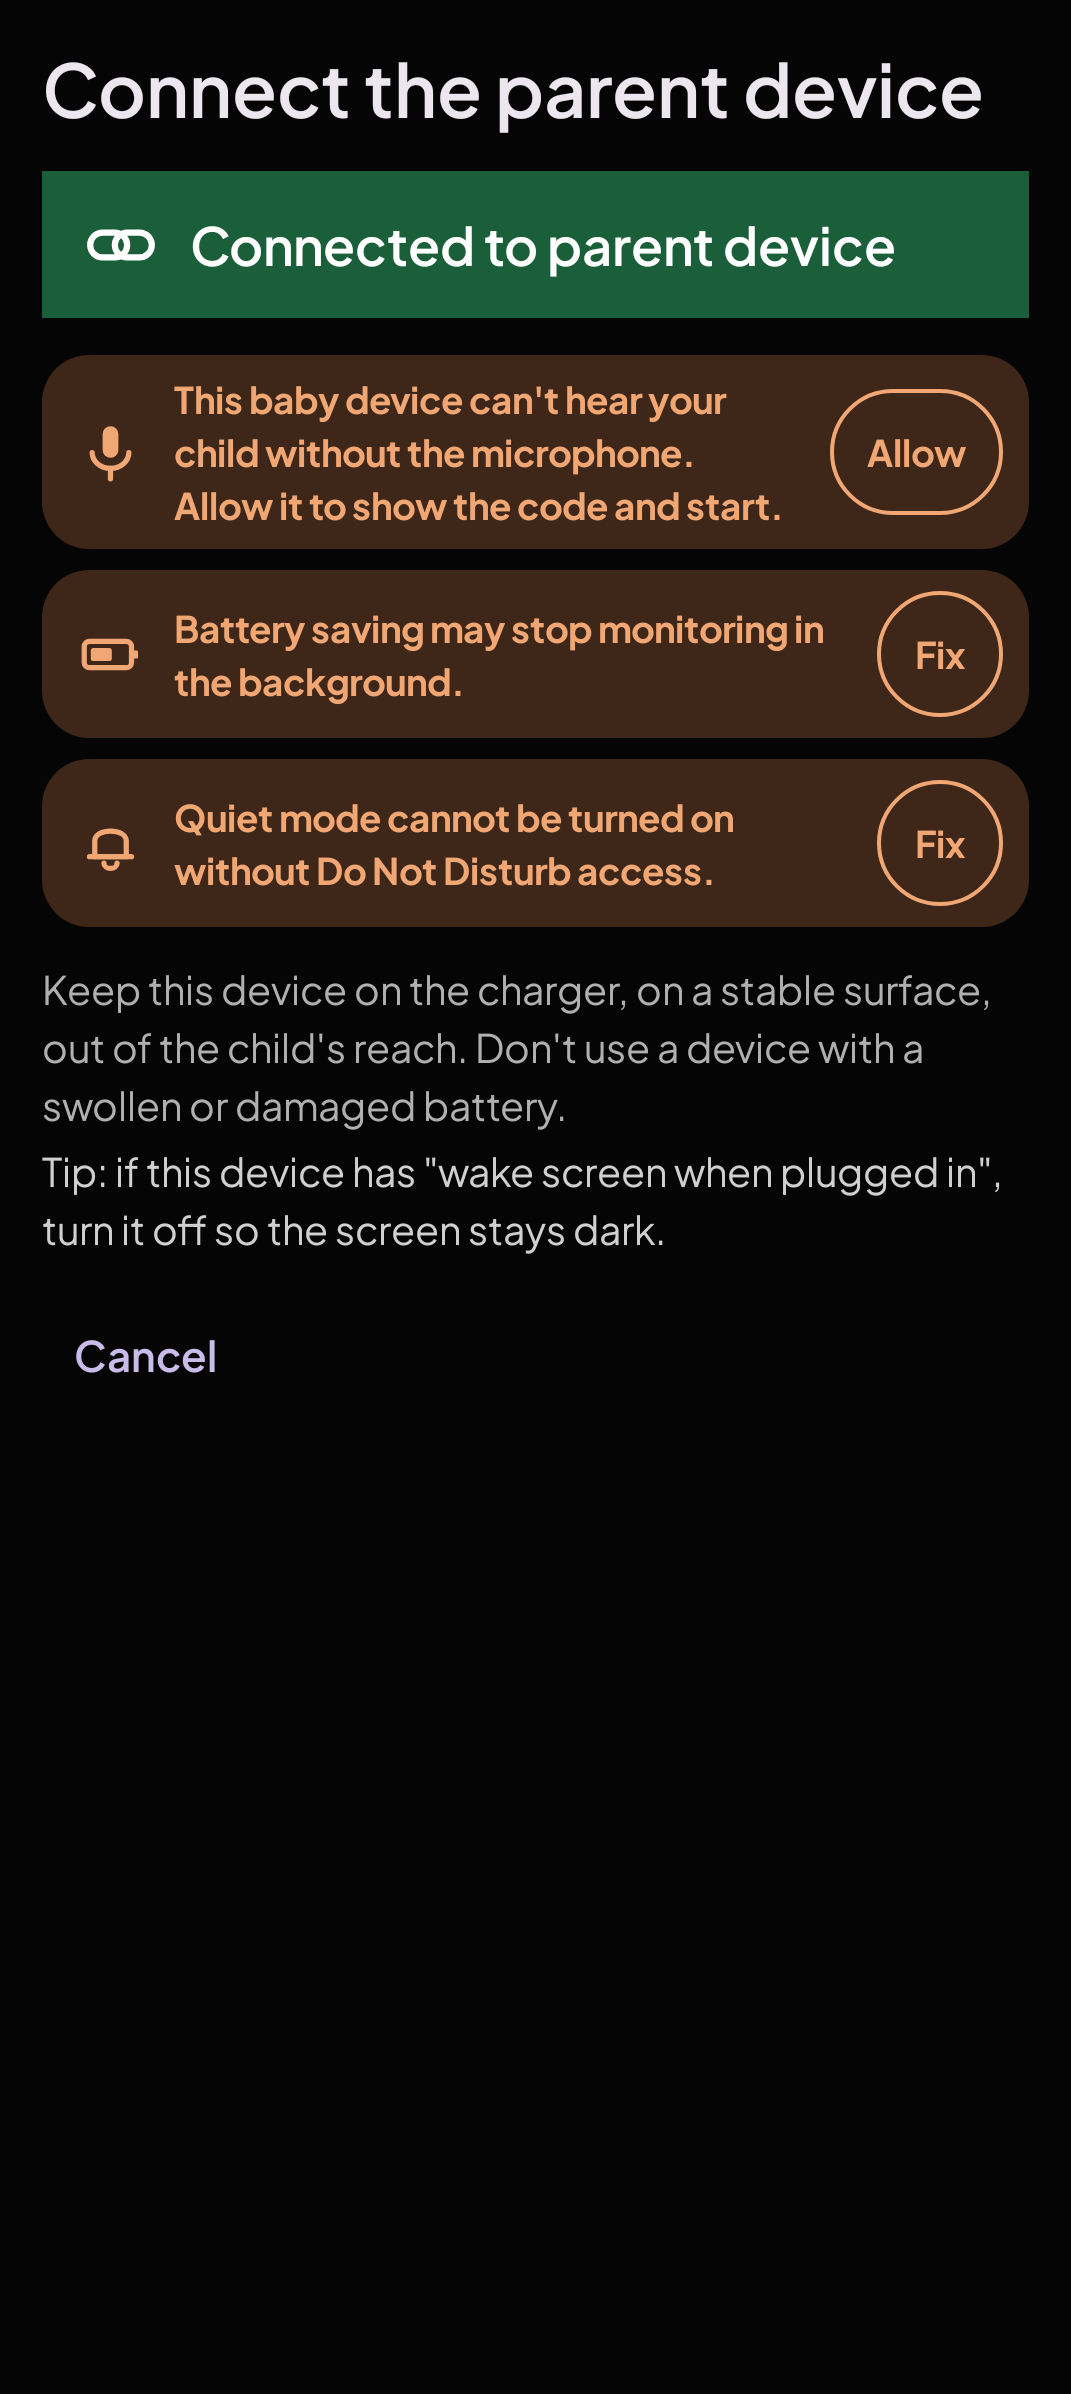 Connect the parent device
Connected to parent device
This baby device can't hear your
child without the microphone.
Allow it to show the code and start.
Allow
Battery saving may stop monitoring in
the background.
Fix
Quiet mode cannot be turned on
without Do Not Disturb access.
Fix
Keep this device on the charger, on a stable surface,
out of the child's reach. Don't use a device with a
swollen or damaged battery.
Tip: if this device has "wake screen when plugged in",
turn it off so the screen stays dark.
Cancel